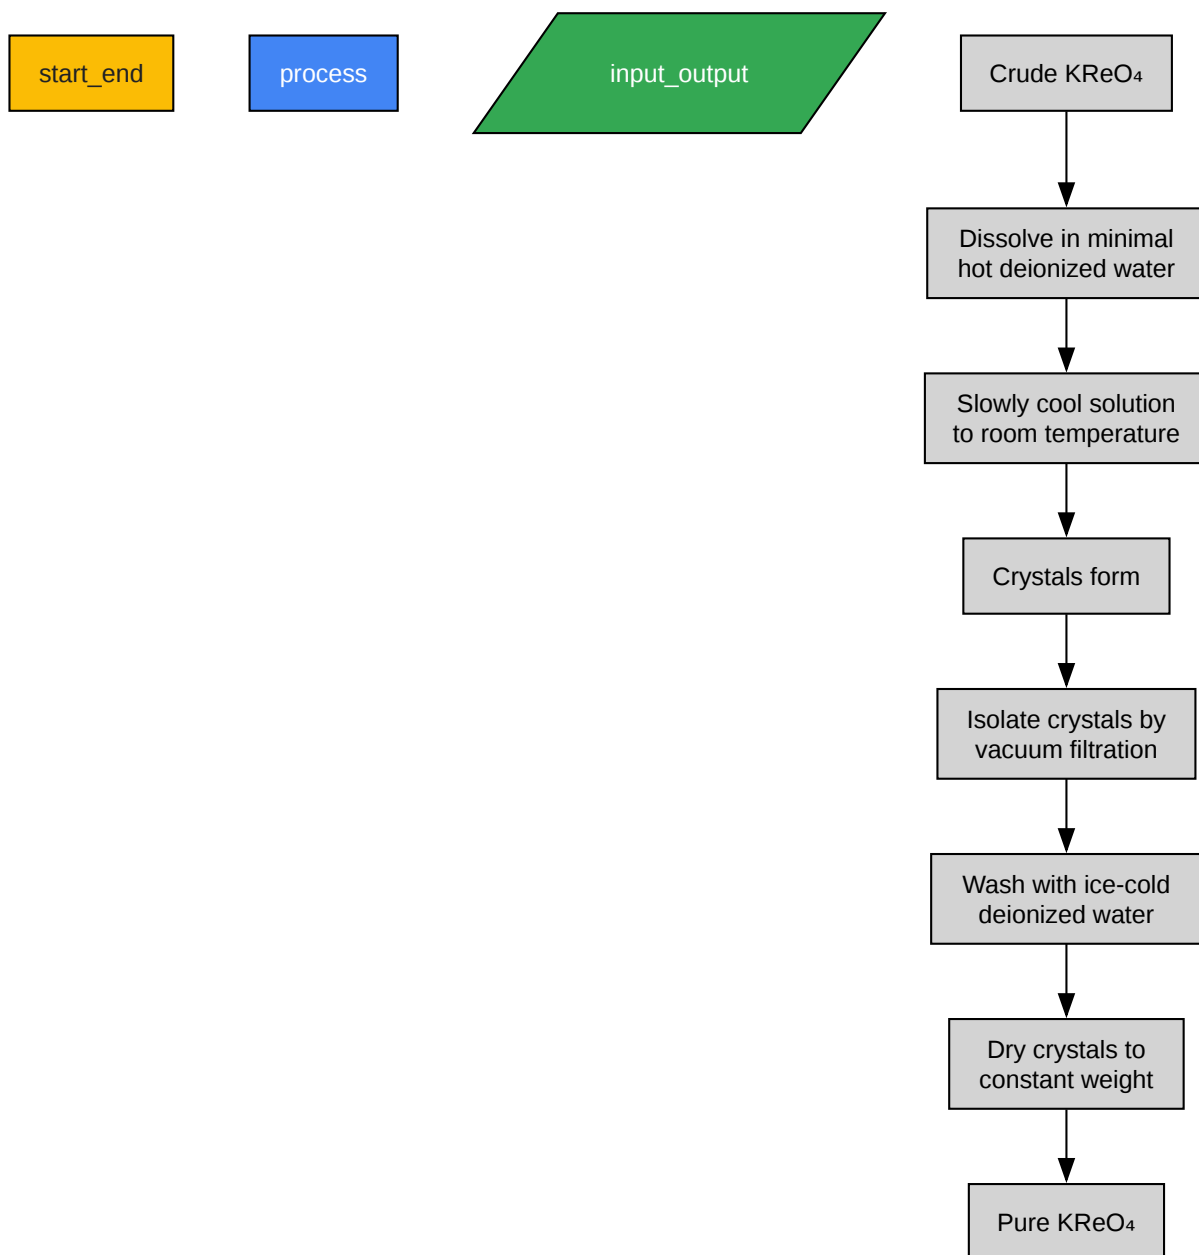 start_end
process
input_output
Crude KReO₄
Dissolve in minimal
hot deionized water
Slowly cool solution
to room temperature
Crystals form
Isolate crystals by
vacuum filtration
Wash with ice-cold
deionized water
Dry crystals to
constant weight
Pure KReO₄